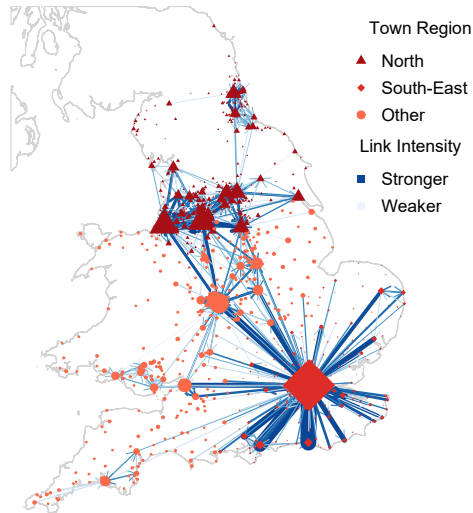 Town Region
North
South-East
Other
Link Intensity
Stronger
Weaker